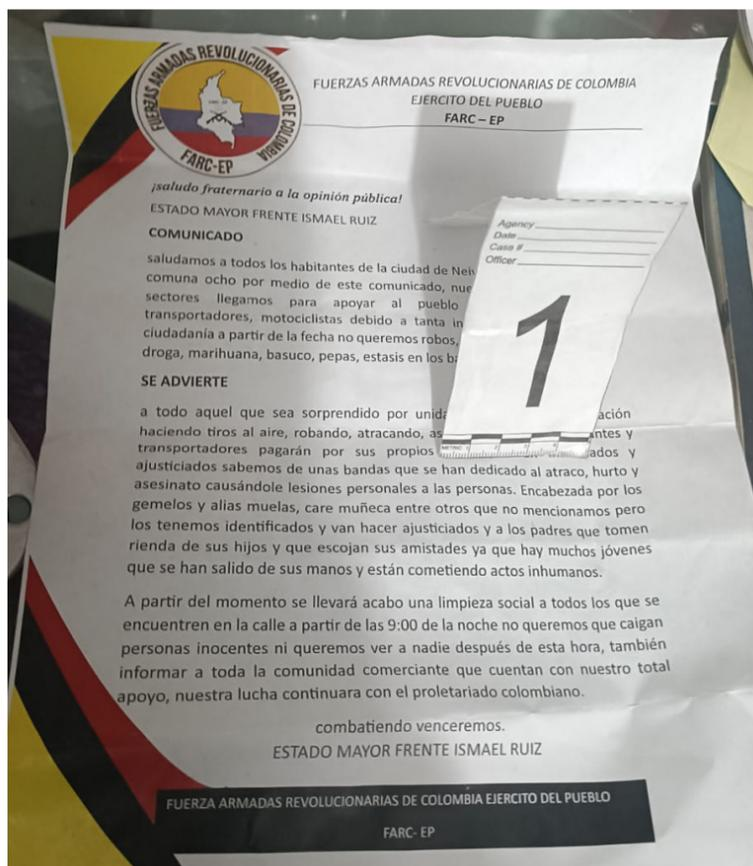 FUERZAS ARMADAS REVOLUCIONARIAS DE COLOMBIA
FARC-EP
FUERZAS ARMADAS REVOLUCIONARIAS DE COLOMBIA
EJERCITO DEL PUEBLO
FARC – EP
¡saludo fraternario a la opinión pública!
ESTADO MAYOR FRENTE ISMAEL RUIZ
COMUNICADO
saludamos a todos los habitantes de la ciudad de
comuna ocho por medio de este comunicado,
sectores llegamos para apoyar al pueblo
transportadores, motociclistas debido a tanta
ciudadanía a partir de la fecha no queremos robos,
droga, marihuana, basuco, pepas, estasis en los
Agency
Date
Case #
Officer
1
METRIC 1 2
SE ADVIERTE
a todo aquel que sea sorprendido por
haciendo tiros al aire, robando, atracando, y
transportadores pagarán por sus propios y
ajusticiados sabemos de unas bandas que se han dedicado al atraco, hurto y
asesinato causándole lesiones personales a las personas. Encabezada por los
gemelos y alias muelas, care muñeca entre otros que no mencionamos pero
los tenemos identificados y van hacer ajusticiados y a los padres que tomen
rienda de sus hijos y que escojan sus amistades ya que hay muchos jóvenes
que se han salido de sus manos y están cometiendo actos inhumanos.
A partir del momento se llevará acabo una limpieza social a todos los que se
encuentren en la calle a partir de las 9:00 de la noche no queremos que caigan
personas inocentes ni queremos ver a nadie después de esta hora, también
informar a toda la comunidad comerciante que cuentan con nuestro total
apoyo, nuestra lucha continuara con el proletariado colombiano.
combatiendo venceremos.
ESTADO MAYOR FRENTE ISMAEL RUIZ
FUERZA ARMADAS REVOLUCIONARIAS DE COLOMBIA EJERCITO DEL PUEBLO
FARC- EP